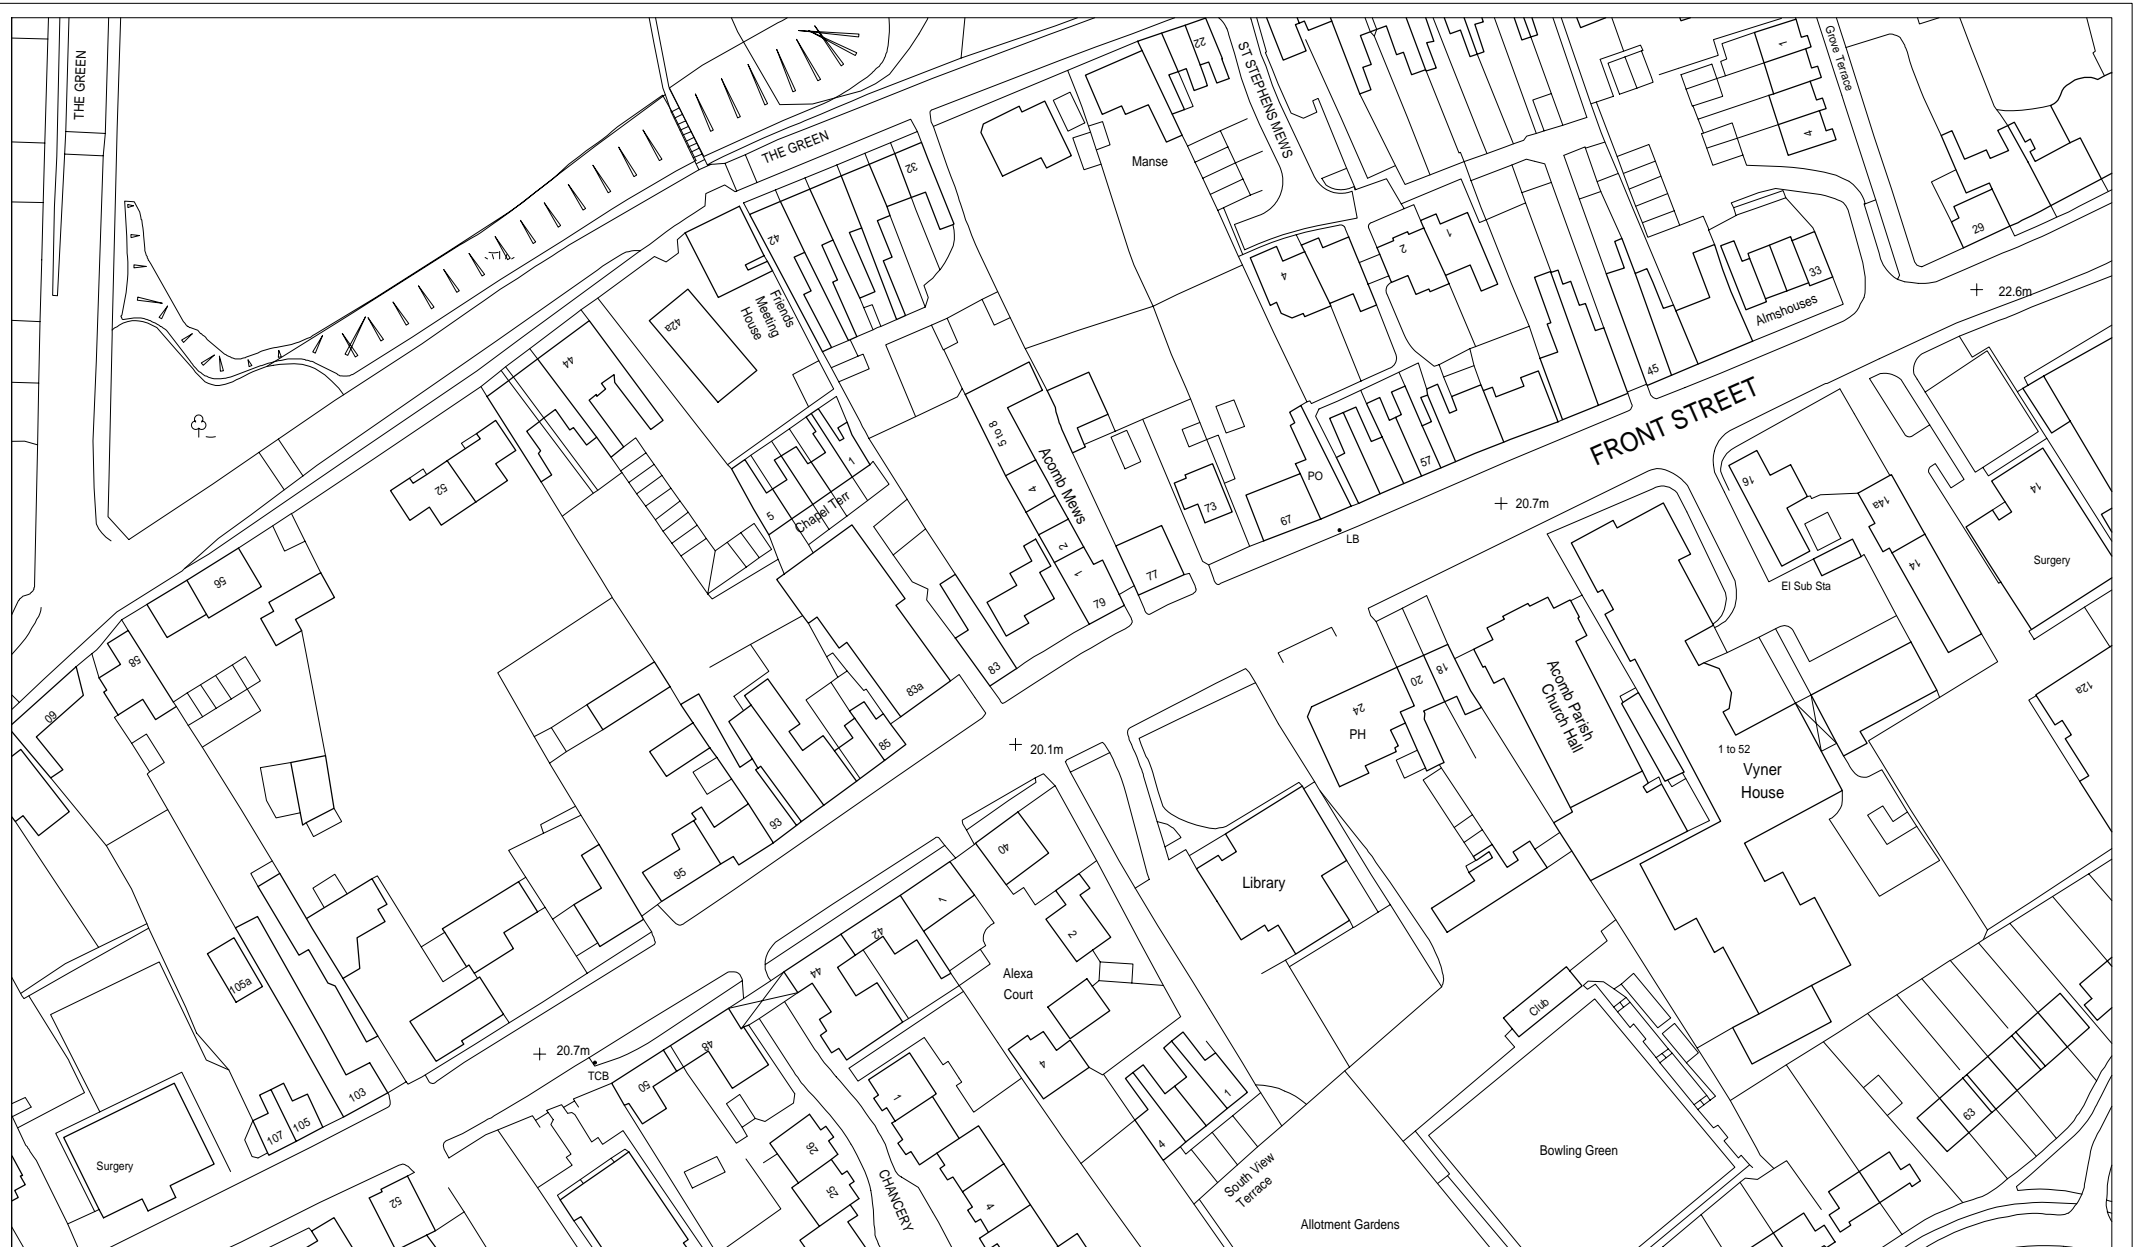 THE GREEN
THE GREEN
ST STEPHENS MEWS
22
Grove Terrace
1
4
32
Manse
42
42a
Friends
Meeting
House
44
4
2
1
29
33
Almshouses
22.6m
45
FRONT STREET
52
5 to 8
4
Acomb Mews
2
1
79
77
73
67
PO
57
LB
20.7m
16
14a
14
14
Surgery
El Sub Sta
1
5
Chapel Terr
56
58
60
83
83a
85
93
95
20.1m
24
PH
20
18
Acomb Parish
Church Hall
1 to 52
Vyner
House
12a
Library
40
1
2
42
44
Alexa
Court
4
Club
105a
103
105
107
Surgery
20.7m
TCB
48
50
52
26
25
1
4
CHANCERY
1
4
South View
Terrace
Allotment Gardens
Bowling Green
63